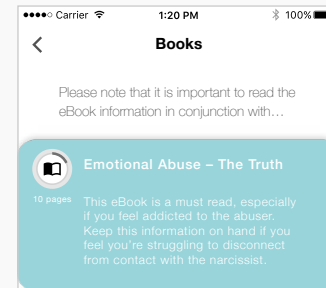 Carrier 1:20 PM 100%
Books
Please note that it is important to read the
eBook information in conjunction with…
Emotional Abuse – The Truth
10 pages
This eBook is a must read, especially
if you feel addicted to the abuser.
Keep this information on hand if you
feel you're struggling to disconnect
from contact with the narcissist.